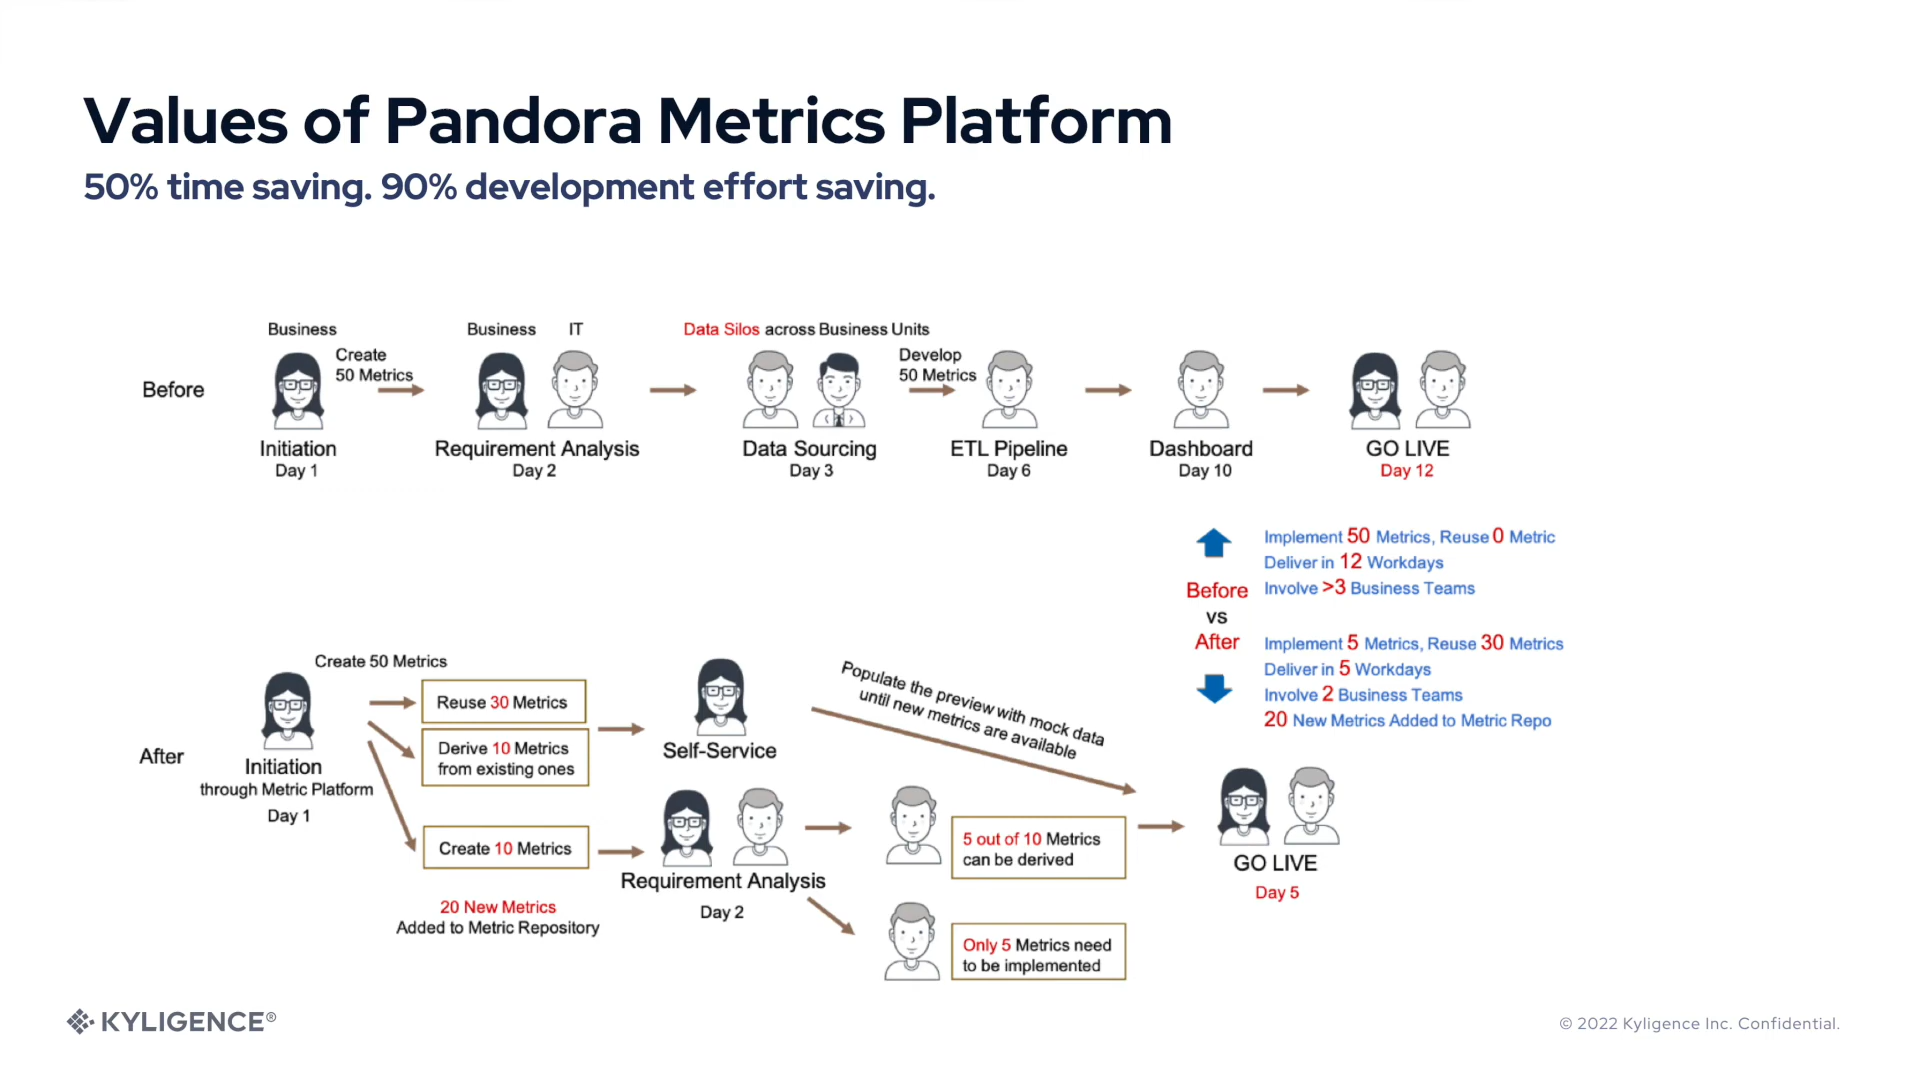 Values of Pandora Metrics Platform
50% time saving. 90% development effort saving.
Before
Business
Create
50 Metrics
Initiation
Day 1
Business IT
Requirement Analysis
Day 2
Data Silos across Business Units
Data Sourcing
Day 3
Develop
50 Metrics
ETL Pipeline
Day 6
Dashboard
Day 10
GO LIVE
Day 12
Implement 50 Metrics, Reuse 0 Metric
Deliver in 12 Workdays
Involve >3 Business Teams
Before
vs
After
Implement 5 Metrics, Reuse 30 Metrics
Deliver in 5 Workdays
Involve 2 Business Teams
20 New Metrics Added to Metric Repo
After
Initiation
through Metric Platform
Day 1
Create 50 Metrics
Reuse 30 Metrics
Derive 10 Metrics
from existing ones
Create 10 Metrics
20 New Metrics
Added to Metric Repository
Self-Service
Requirement Analysis
Day 2
Populate the preview with mock data
until new metrics are available
5 out of 10 Metrics
can be derived
Only 5 Metrics need
to be implemented
GO LIVE
Day 5
KYLIGENCE®
© 2022 Kyligence Inc. Confidential.